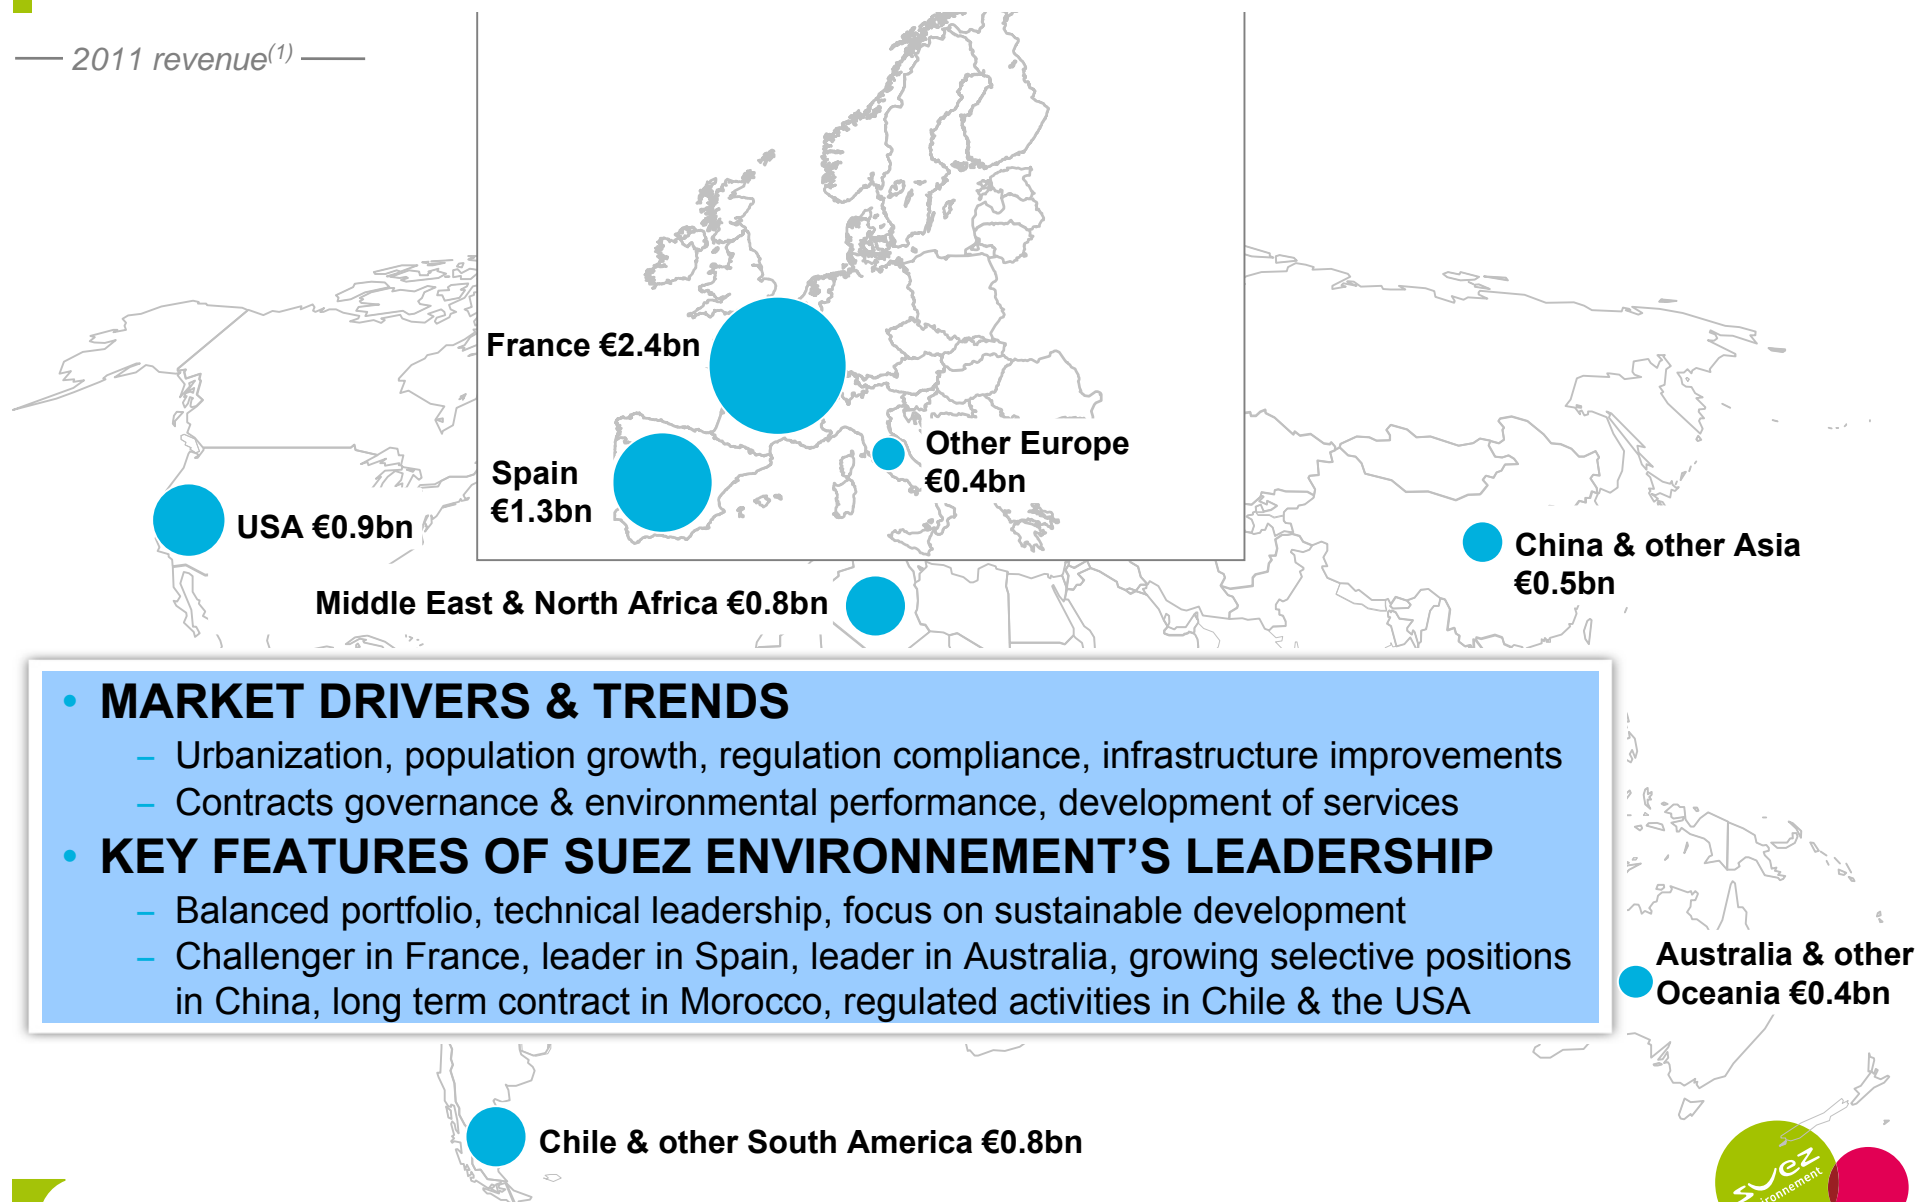 2011 revenue(1)
France €2.4bn
Other Europe
€0.4bn
Spain
€1.3bn
USA €0.9bn
China & other Asia
€0.5bn
Middle East & North Africa €0.8bn
• MARKET DRIVERS & TRENDS
– Urbanization, population growth, regulation compliance, infrastructure improvements
– Contracts governance & environmental performance, development of services
• KEY FEATURES OF SUEZ ENVIRONNEMENT’S LEADERSHIP
– Balanced portfolio, technical leadership, focus on sustainable development
– Challenger in France, leader in Spain, leader in Australia, growing selective positions
in China, long term contract in Morocco, regulated activities in Chile & the USA
Australia & other
Oceania €0.4bn
Chile & other South America €0.8bn
suez